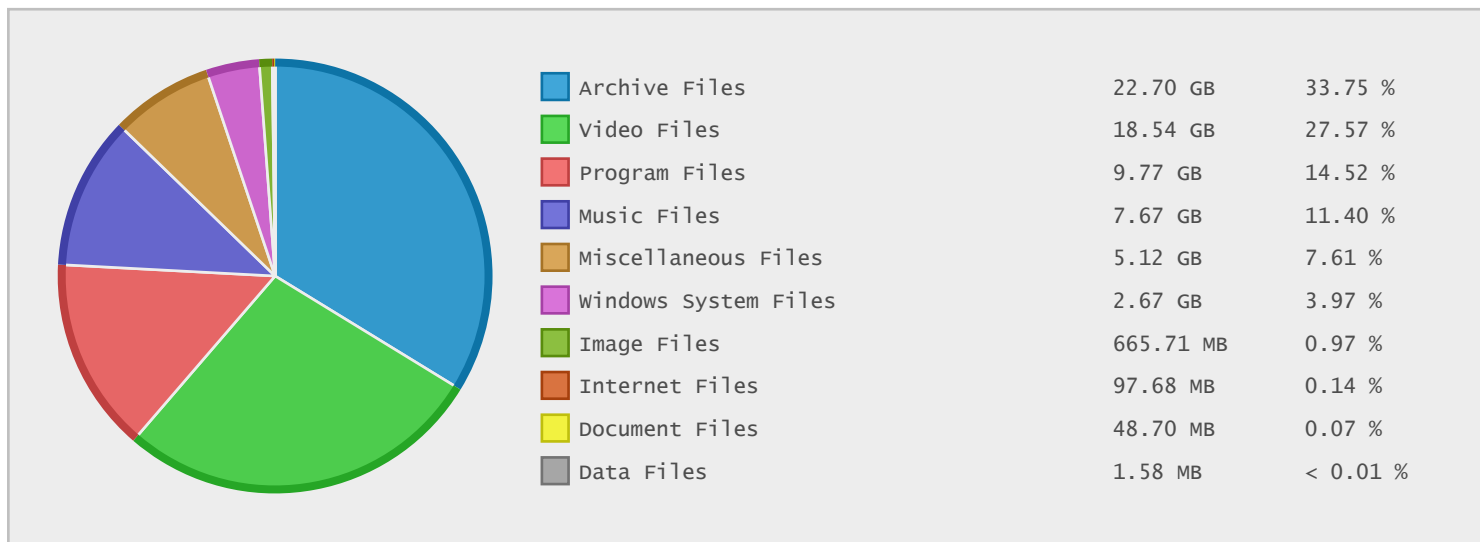 Archive Files 22.70 GB 33.75 %
Video Files 18.54 GB 27.57 %
Program Files 9.77 GB 14.52 %
Music Files 7.67 GB 11.40 %
Miscellaneous Files 5.12 GB 7.61 %
Windows System Files 2.67 GB 3.97 %
Image Files 665.71 MB 0.97 %
Internet Files 97.68 MB 0.14 %
Document Files 48.70 MB 0.07 %
Data Files 1.58 MB < 0.01 %